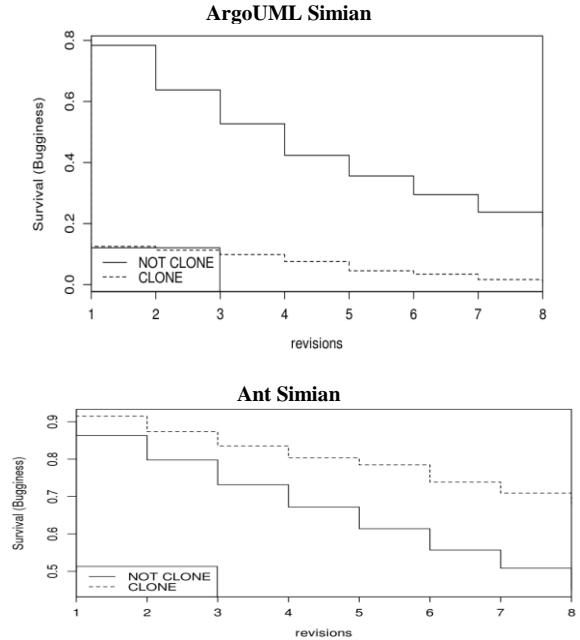 ArgoUML Simian
Survival (Bugginess)
0.8
0.6
0.4
0.2
0.0
NOT CLONE
CLONE
1 2 3 4 5 6 7 8
revisions
Ant Simian
Survival (Bugginess)
0.9
0.8
0.7
0.6
0.5
NOT CLONE
CLONE
1 2 3 4 5 6 7 8
revisions